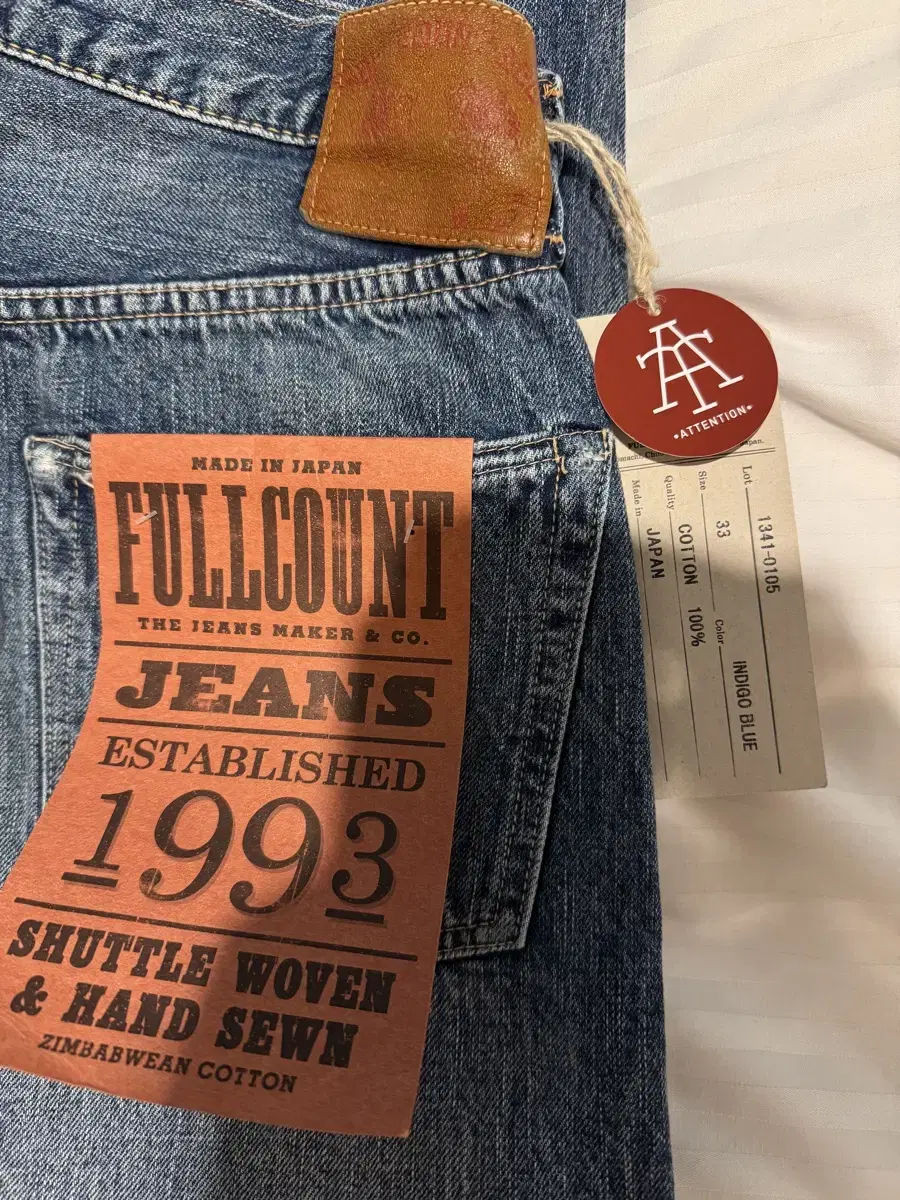 MADE IN JAPAN
FULLCOUNT
THE JEANS MAKER & CO.
JEANS
ESTABLISHED
1993
SHUTTLE WOVEN
& HAND SEWN
ZIMBABWEAN COTTON
•ATTENTION•
Lot 1341-0105
Size 33 Color INDIGO BLUE
Quality COTTON 100%
Made in JAPAN